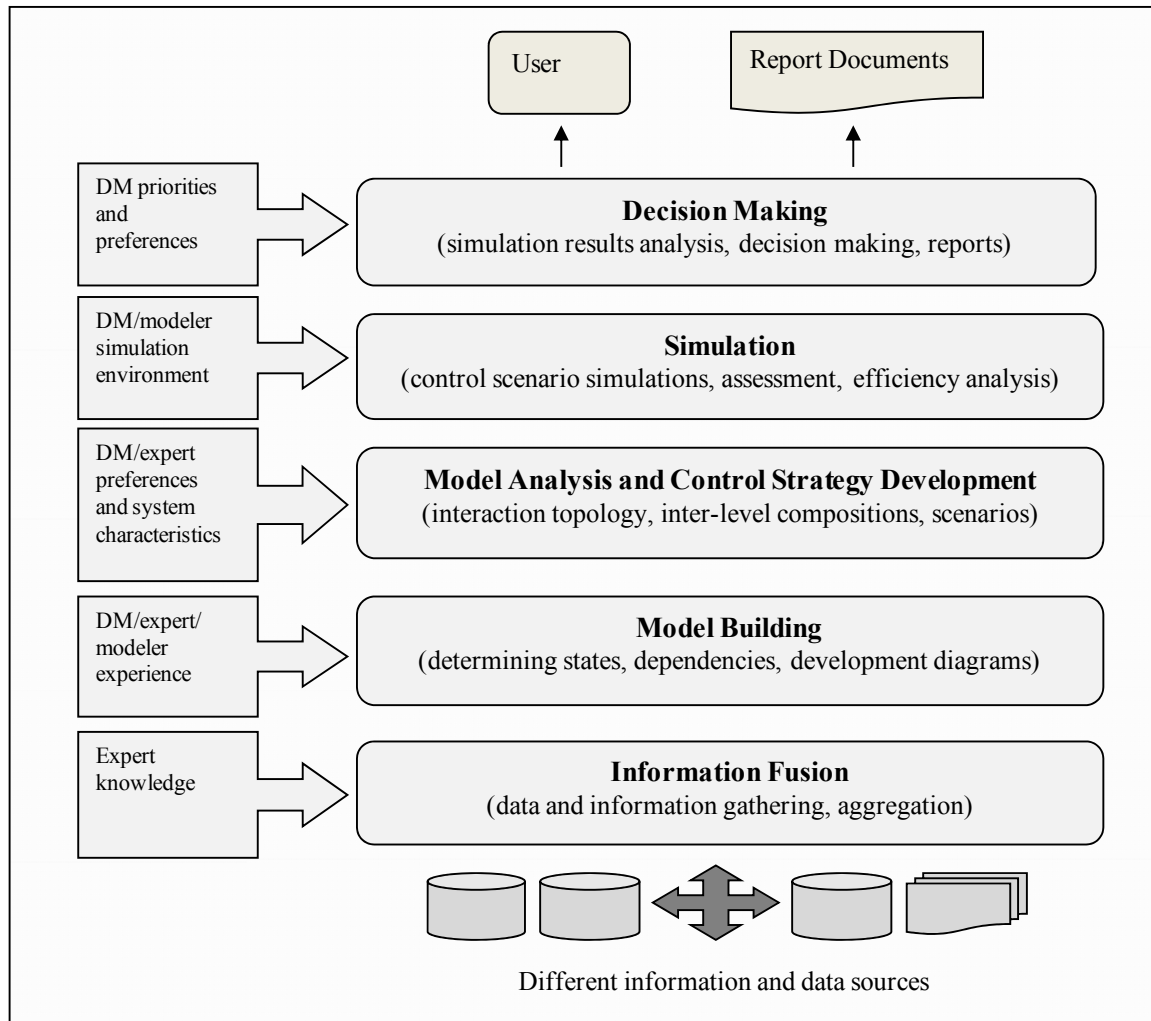 User
Report Documents
DM priorities
and
preferences
Decision Making
(simulation results analysis, decision making, reports)
DM/modeler
simulation
environment
Simulation
(control scenario simulations, assessment, efficiency analysis)
DM/expert
preferences
and system
characteristics
Model Analysis and Control Strategy Development
(interaction topology, inter-level compositions, scenarios)
DM/expert/
modeler
experience
Model Building
(determining states, dependencies, development diagrams)
Expert
knowledge
Information Fusion
(data and information gathering, aggregation)
Different information and data sources